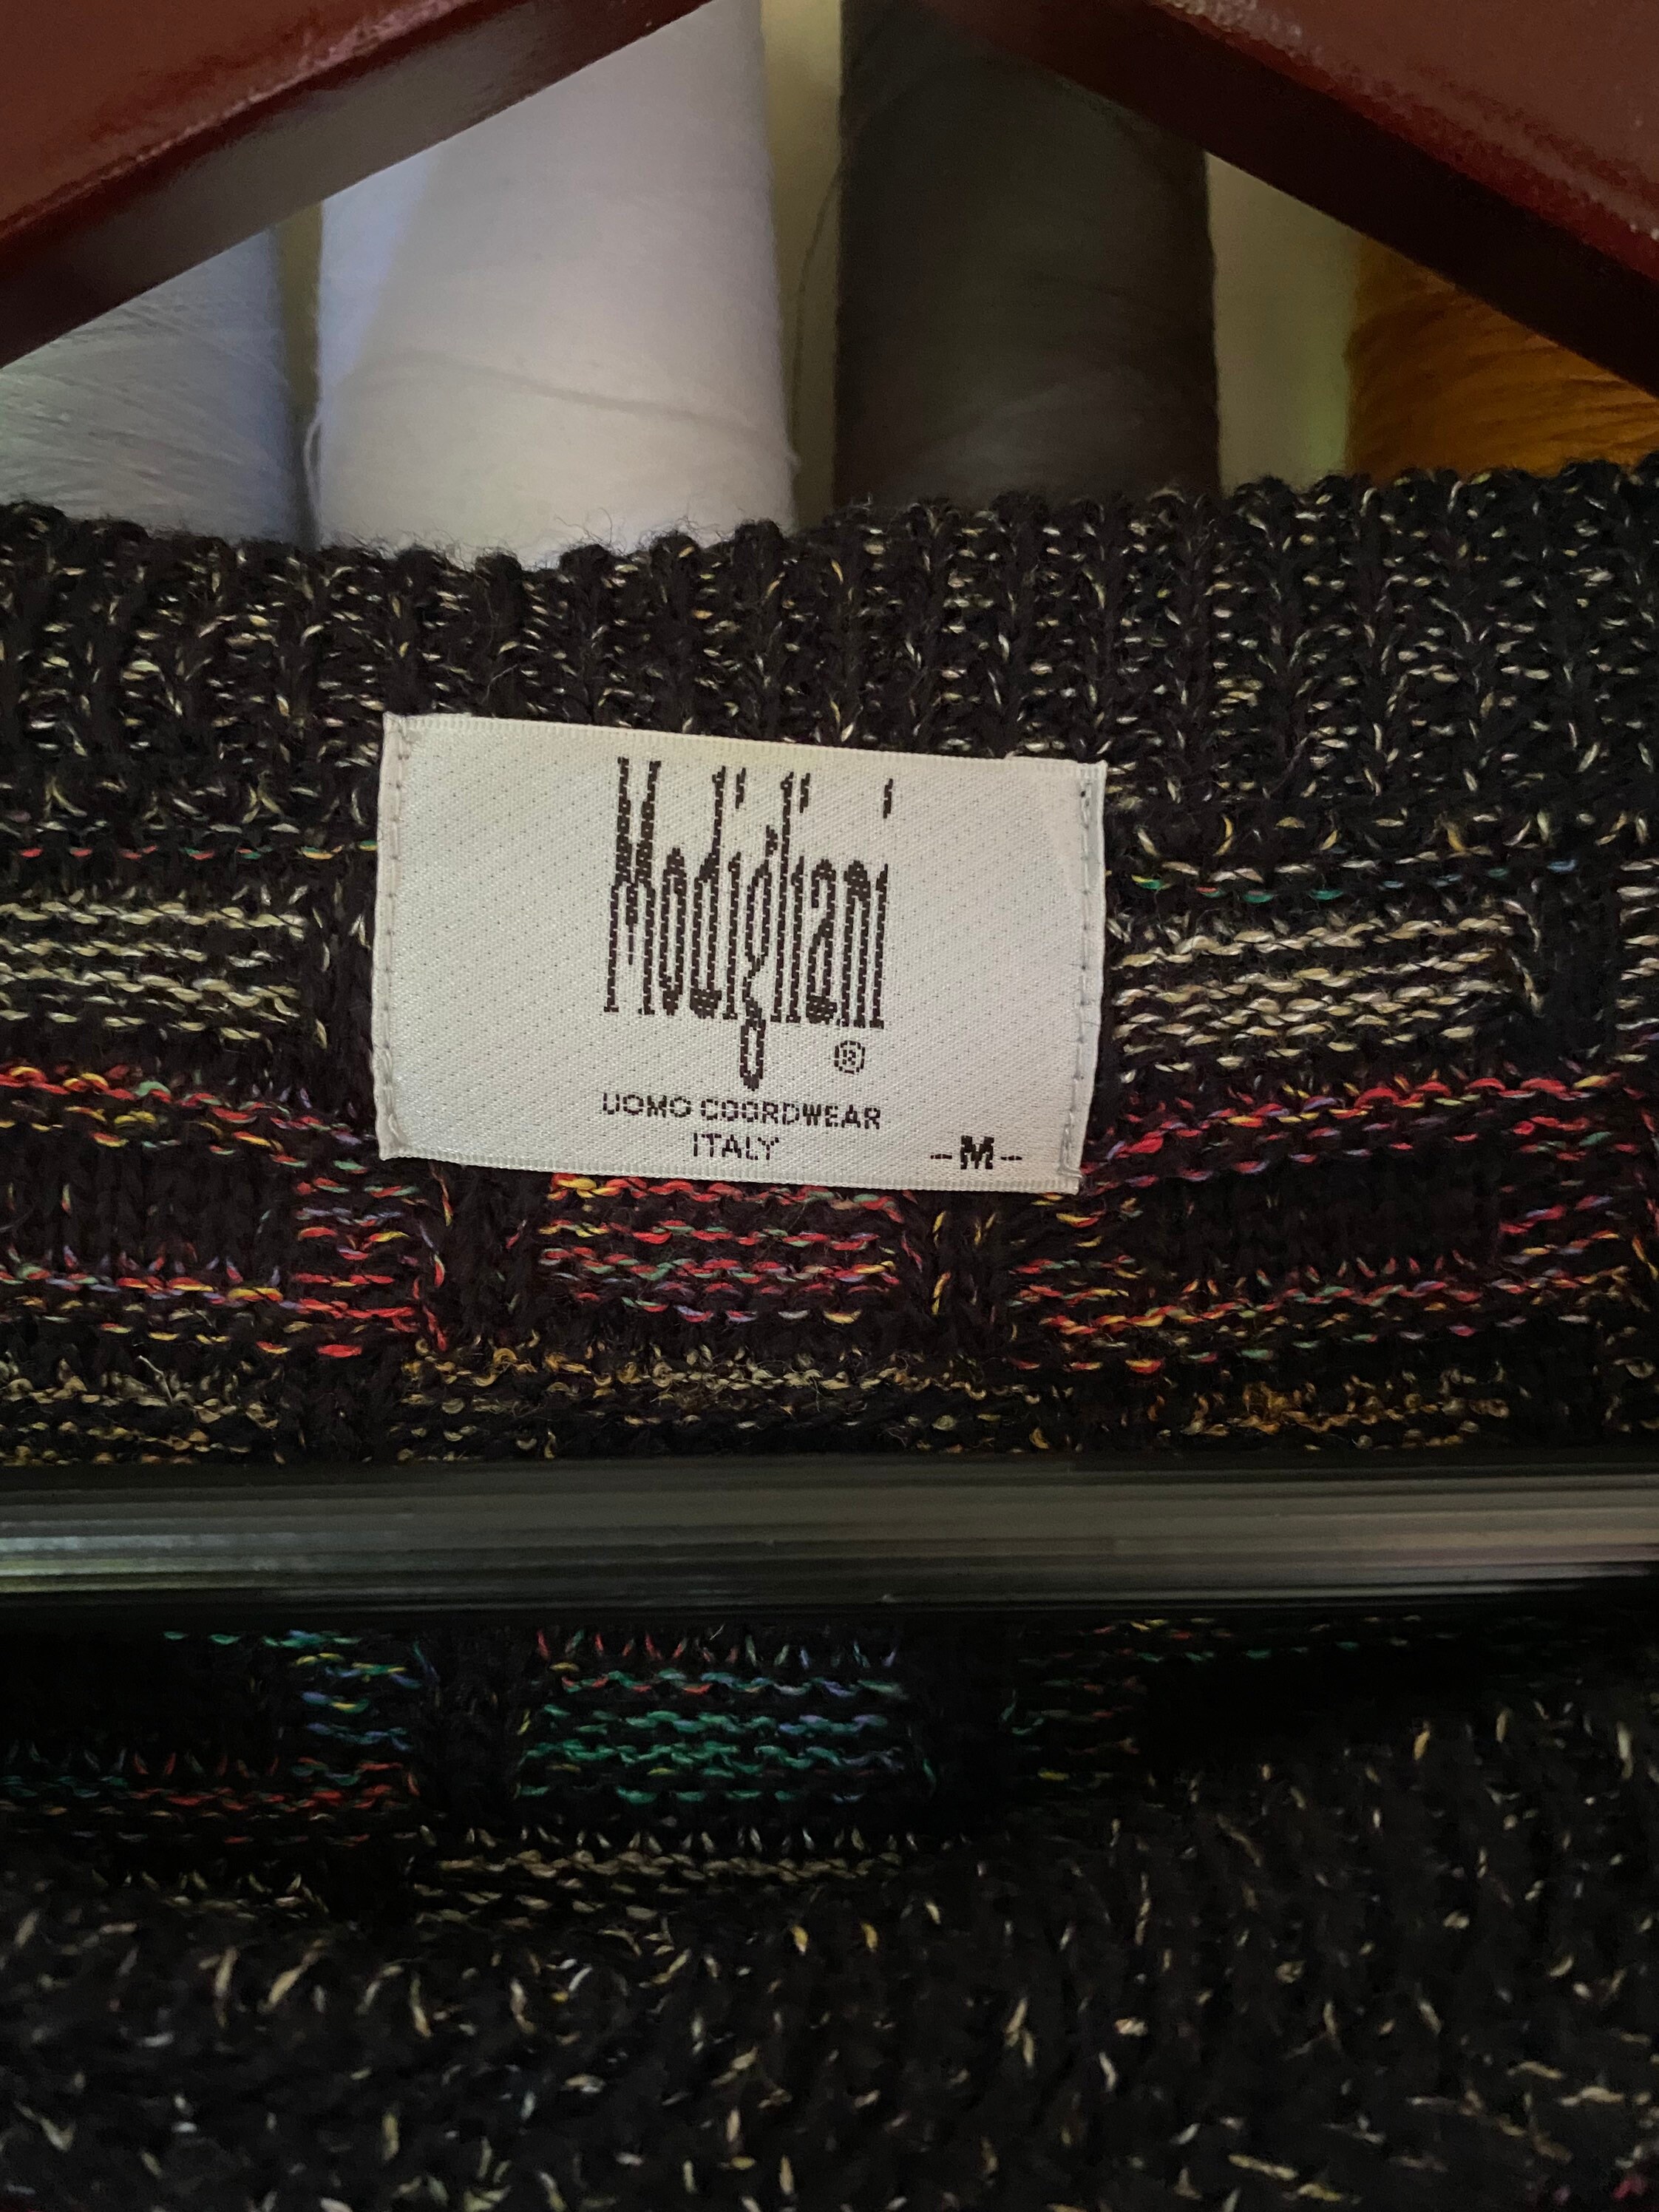 Modigliani
®
UOMO COORDWEAR
ITALY
-M-